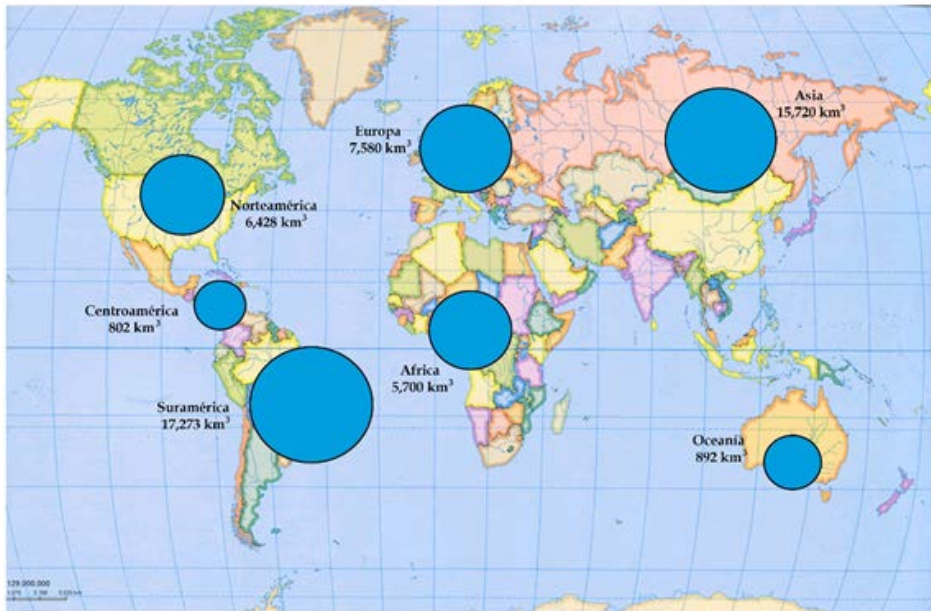 Asia
15,720 km³
Europa
7,580 km³
Norteamérica
6,428 km³
Centroamérica
802 km³
Africa
5,700 km³
Suramérica
17,273 km³
Oceanía
892 km³